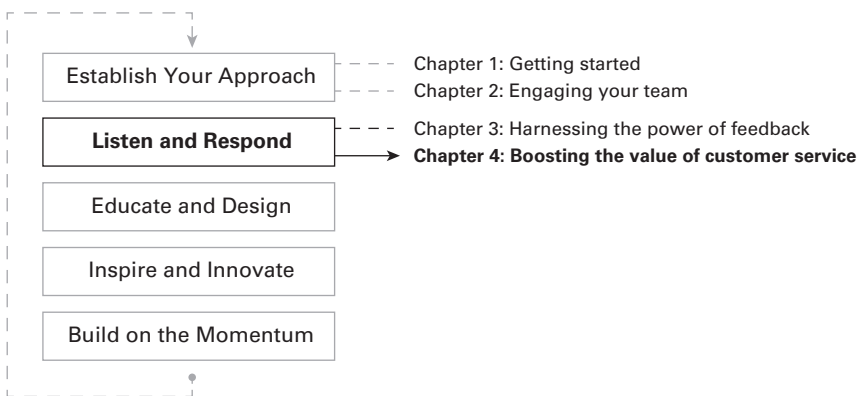 Establish Your Approach
Chapter 1: Getting started
Chapter 2: Engaging your team
Listen and Respond
Chapter 3: Harnessing the power of feedback
Chapter 4: Boosting the value of customer service
Educate and Design
Inspire and Innovate
Build on the Momentum